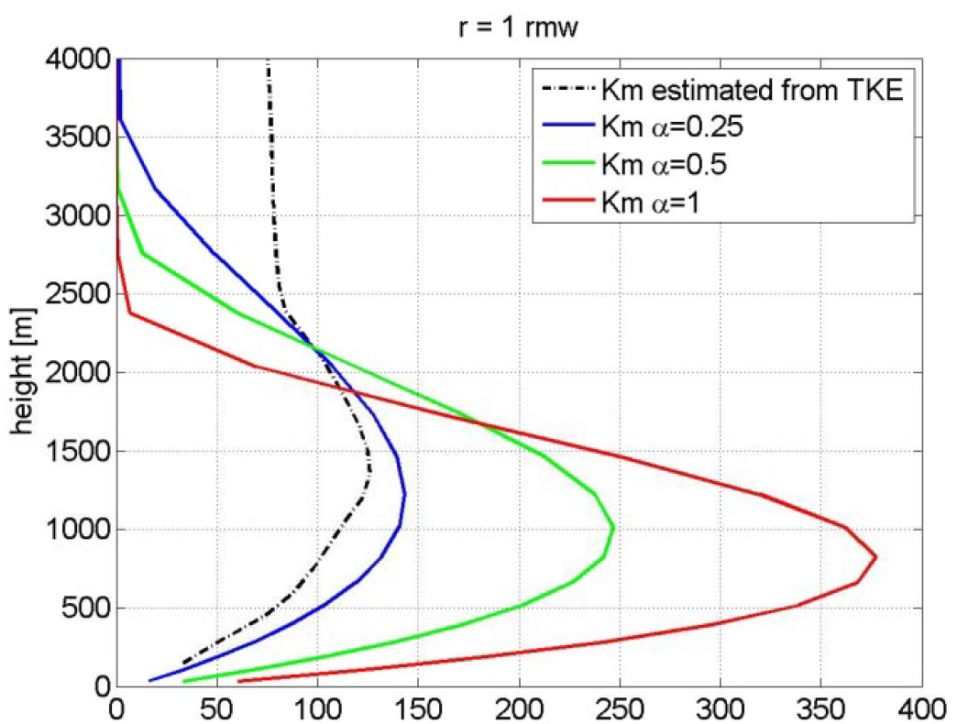 r = 1 rmw
Km estimated from TKE
Km α=0.25
Km α=0.5
Km α=1
height [m]
4000
3500
3000
2500
2000
1500
1000
500
0
0 50 100 150 200 250 300 350 400